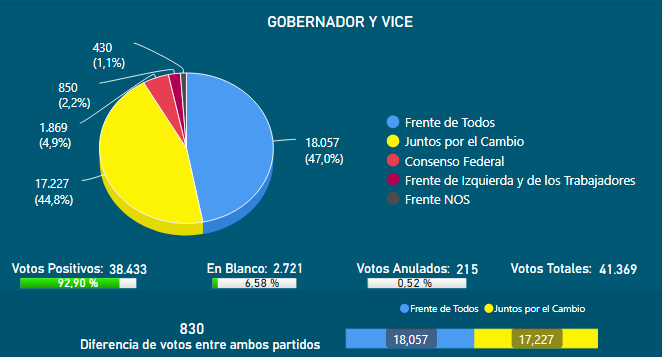 GOBERNADOR Y VICE
430
(1,1%)
850
(2,2%)
1.869
(4,9%)
17.227
(44,8%)
18.057
(47,0%)
Frente de Todos
Juntos por el Cambio
Consenso Federal
Frente de Izquierda y de los Trabajadores
Frente NOS
Votos Positivos: 38.433
92,90 %
En Blanco: 2.721
6.58 %
Votos Anulados: 215
0.52 %
Votos Totales: 41.369
Frente de Todos Juntos por el Cambio
830
Diferencia de votos entre ambos partidos
18,057 17,227